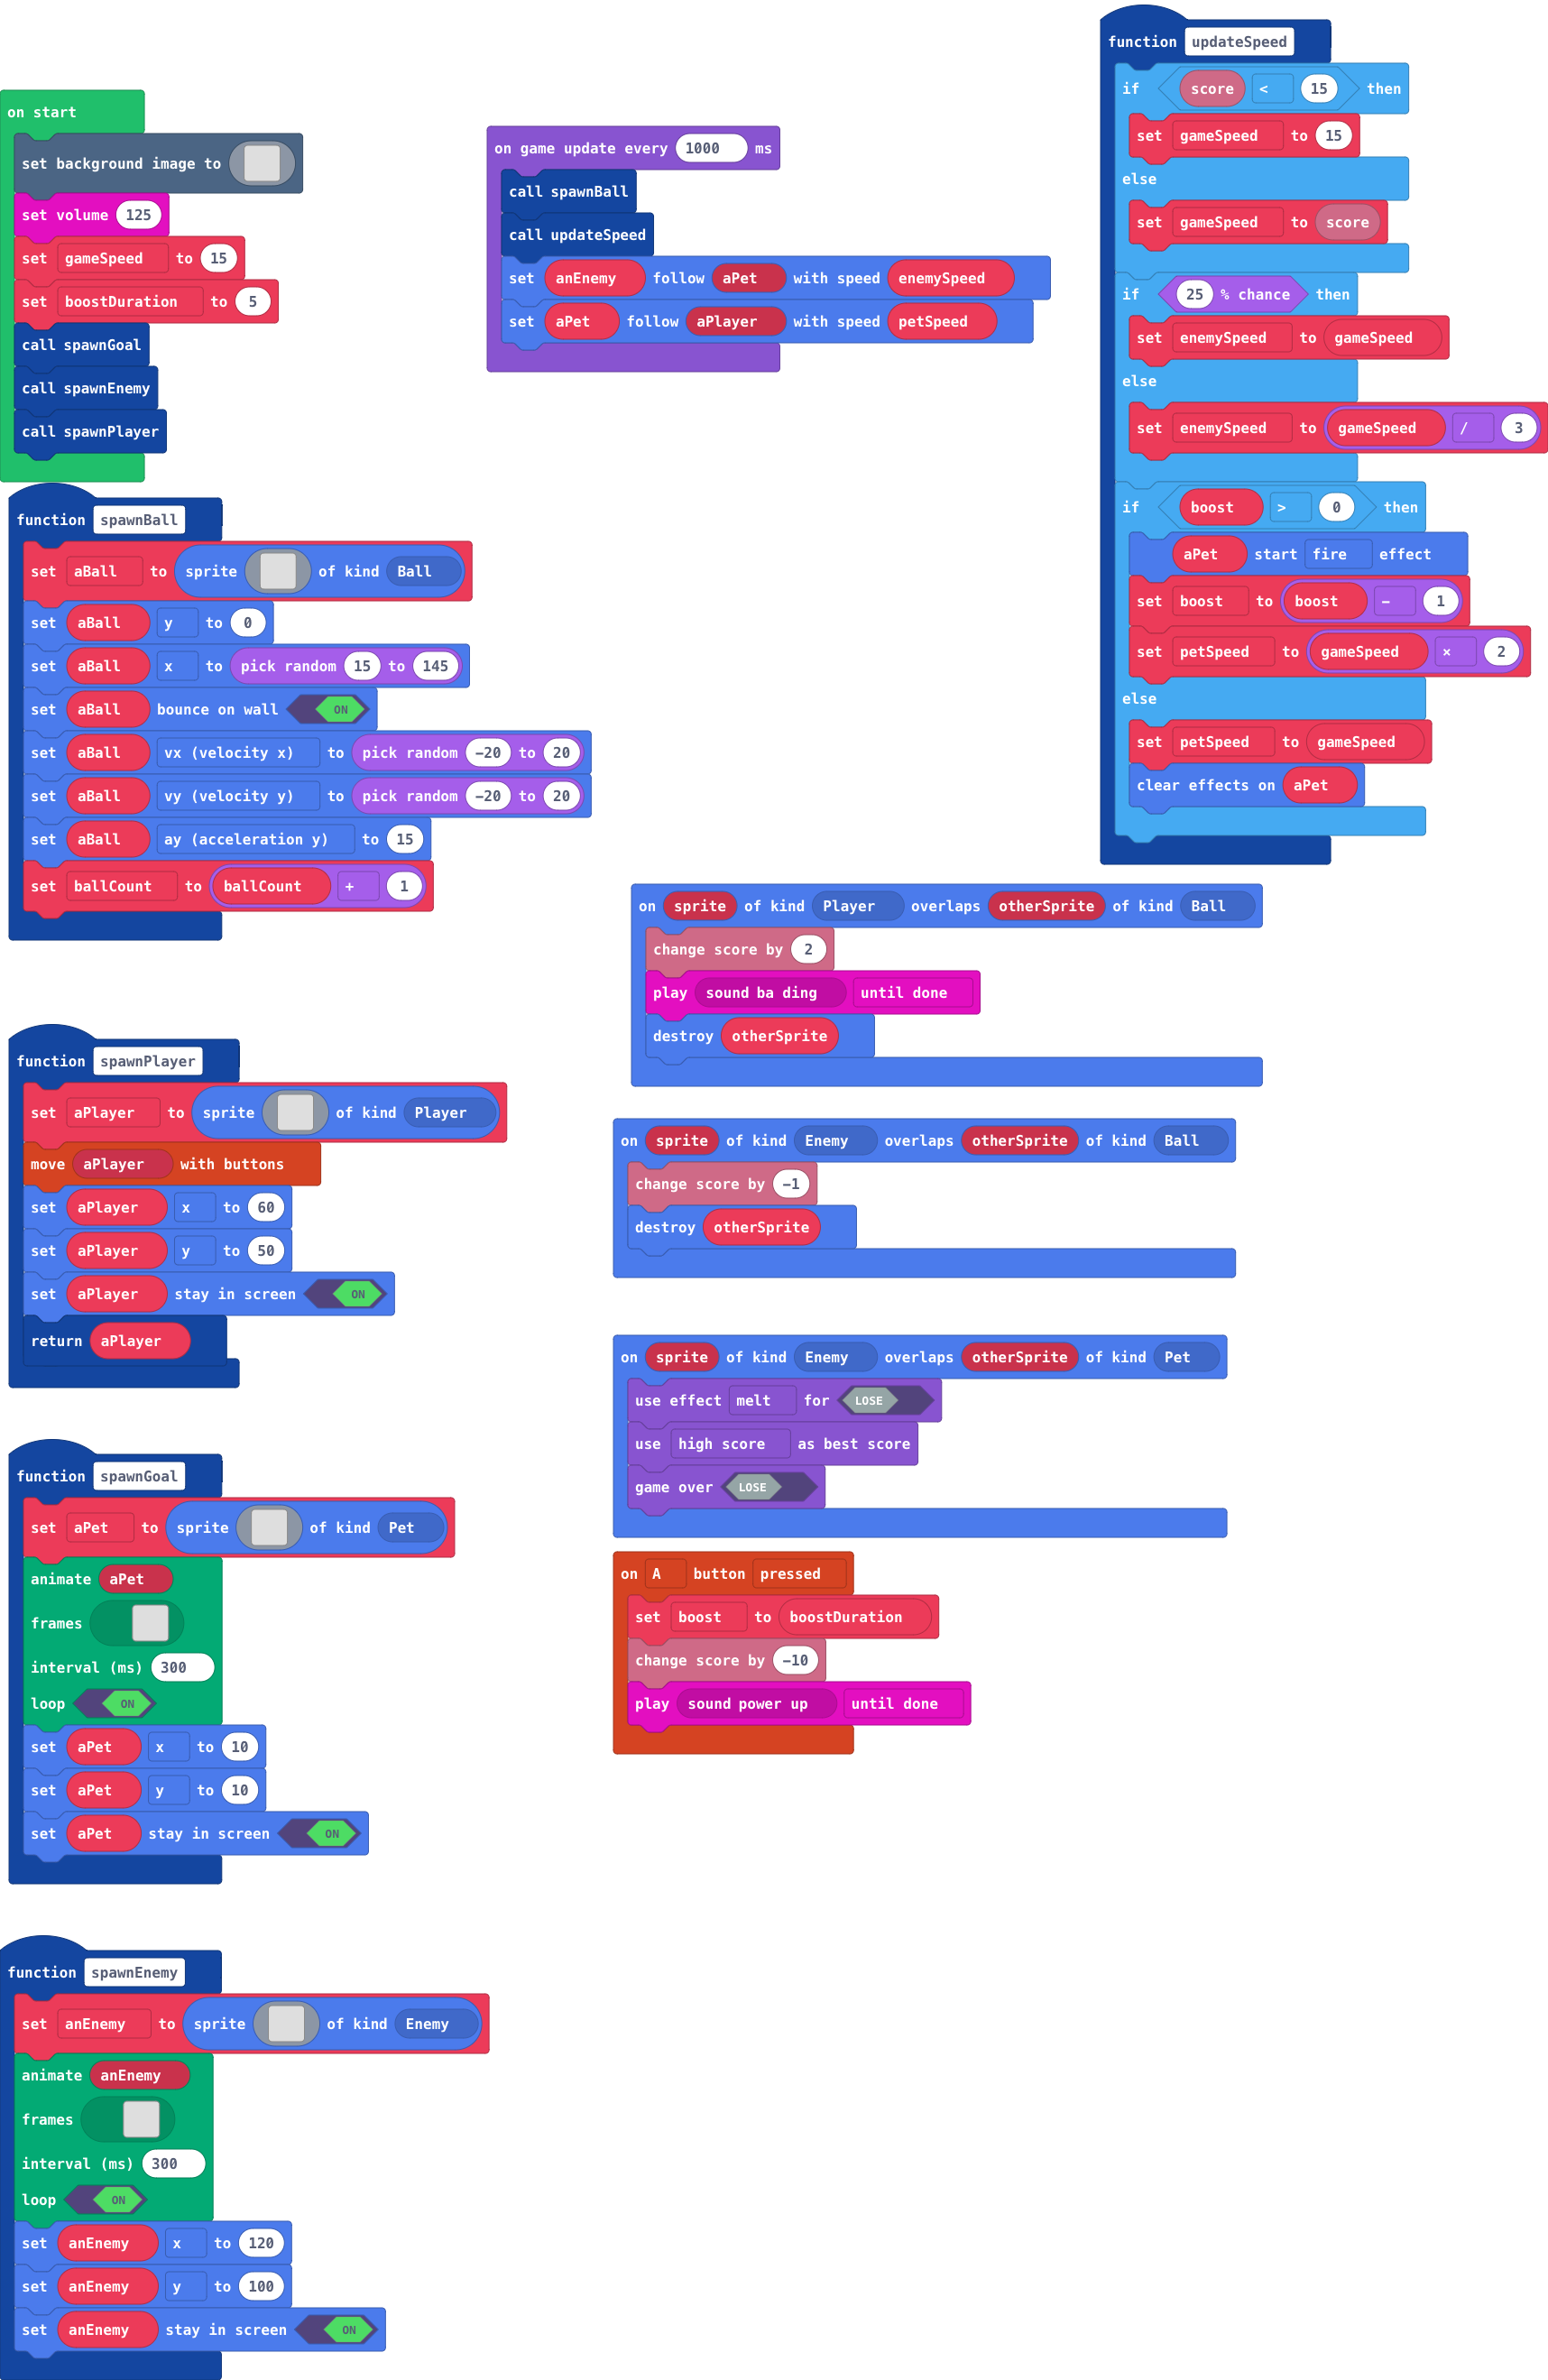 on start
set background image to
set volume 125
set gameSpeed to 15
set boostDuration to 5
call spawnGoal
call spawnEnemy
call spawnPlayer
function spawnBall
set aBall to sprite of kind Ball
set aBall y to 0
set aBall x to pick random 15 to 145
set aBall bounce on wall ON
set aBall vx (velocity x) to pick random -20 to 20
set aBall vy (velocity y) to pick random -20 to 20
set aBall ay (acceleration y) to 15
set ballCount to ballCount + 1
function spawnPlayer
set aPlayer to sprite of kind Player
move aPlayer with buttons
set aPlayer x to 60
set aPlayer y to 50
set aPlayer stay in screen ON
return aPlayer
function spawnGoal
set aPet to sprite of kind Pet
animate aPet
frames
interval (ms) 300
loop ON
set aPet x to 10
set aPet y to 10
set aPet stay in screen ON
function spawnEnemy
set anEnemy to sprite of kind Enemy
animate anEnemy
frames
interval (ms) 300
loop ON
set anEnemy x to 120
set anEnemy y to 100
set anEnemy stay in screen ON
on game update every 1000 ms
call spawnBall
call updateSpeed
set anEnemy follow aPet with speed enemySpeed
set aPet follow aPlayer with speed petSpeed
function updateSpeed
if score < 15 then
set gameSpeed to 15
else
set gameSpeed to score
if 25 % chance then
set enemySpeed to gameSpeed
else
set enemySpeed to gameSpeed / 3
if boost > 0 then
aPet start fire effect
set boost to boost - 1
set petSpeed to gameSpeed × 2
else
set petSpeed to gameSpeed
clear effects on aPet
on sprite of kind Player overlaps otherSprite of kind Ball
change score by 2
play sound ba ding until done
destroy otherSprite
on sprite of kind Enemy overlaps otherSprite of kind Ball
change score by -1
destroy otherSprite
on sprite of kind Enemy overlaps otherSprite of kind Pet
use effect melt for LOSE
use high score as best score
game over LOSE
on A button pressed
set boost to boostDuration
change score by -10
play sound power up until done